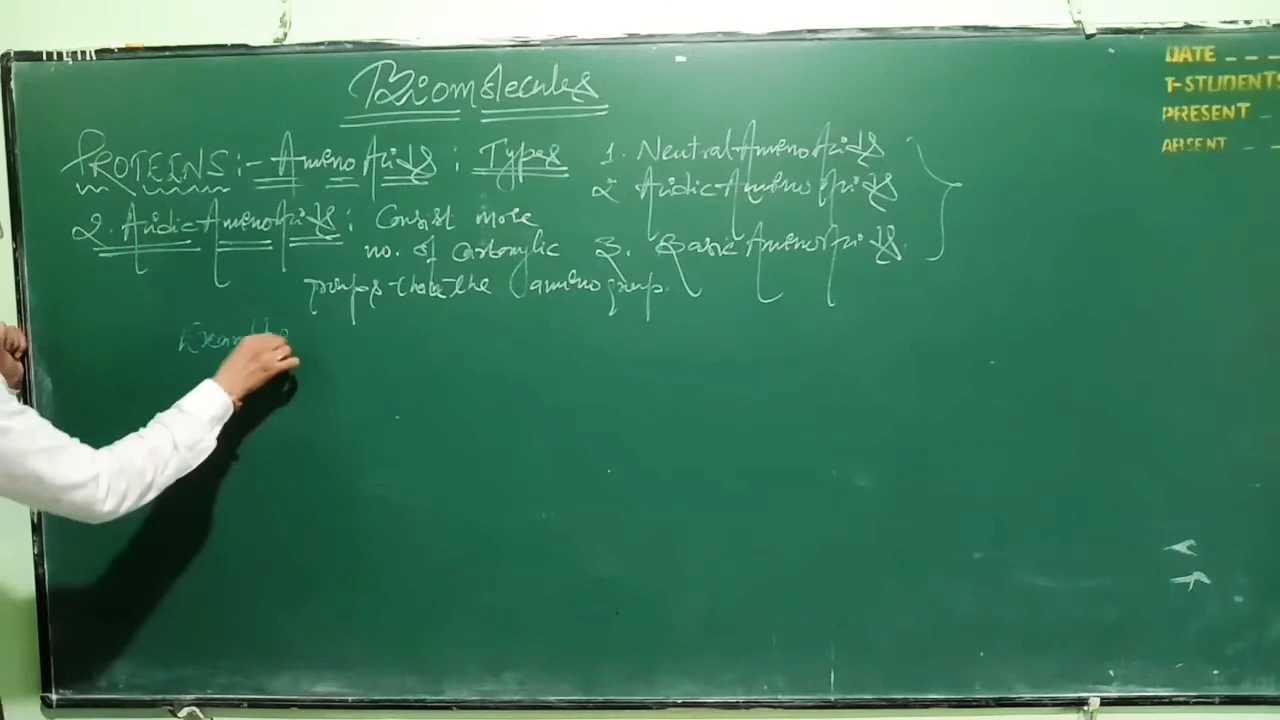 Biomolecules
PROTEINS:- Amino Acids: Types
1. Neutral Amino Acids
2. Acidic Amino Acids
3. Basic Amino Acids
2. Acidic Amino Acids: Consist more
no. of carboxylic
groups than the amino group.
DATE _ _ _
T-STUDENTS
PRESENT _
ABSENT _ _